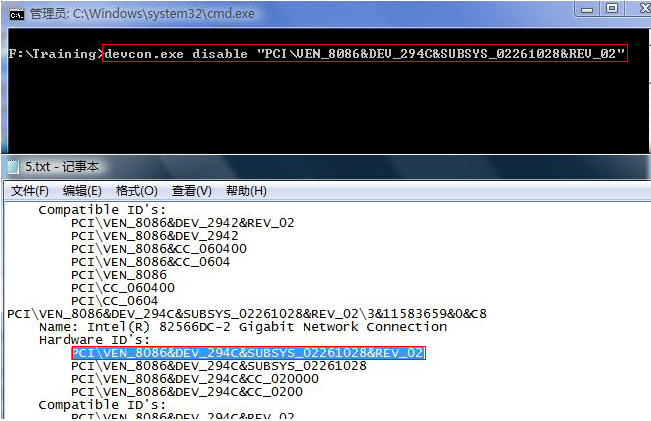 管理员: C:\Windows\system32\cmd.exe
F:\Training>devcon.exe disable "PCI\VEN_8086&DEV_294C&SUBSYS_02261028&REV_02"
5.txt - 记事本
文件(F) 编辑(E) 格式(O) 查看(V) 帮助(H)
Compatible ID's:
PCI\VEN_8086&DEV_2942&REV_02
PCI\VEN_8086&DEV_2942
PCI\VEN_8086&CC_060400
PCI\VEN_8086&CC_0604
PCI\VEN_8086
PCI\CC_060400
PCI\CC_0604
PCI\VEN_8086&DEV_294C&SUBSYS_02261028&REV_02\3&11583659&0&C8
Name: Intel(R) 82566DC-2 Gigabit Network Connection
Hardware ID's:
PCI\VEN_8086&DEV_294C&SUBSYS_02261028&REV_02
PCI\VEN_8086&DEV_294C&SUBSYS_02261028
PCI\VEN_8086&DEV_294C&CC_020000
PCI\VEN_8086&DEV_294C&CC_0200
Compatible ID's:
PCI\VEN_8086&DEV_294C&REV_02